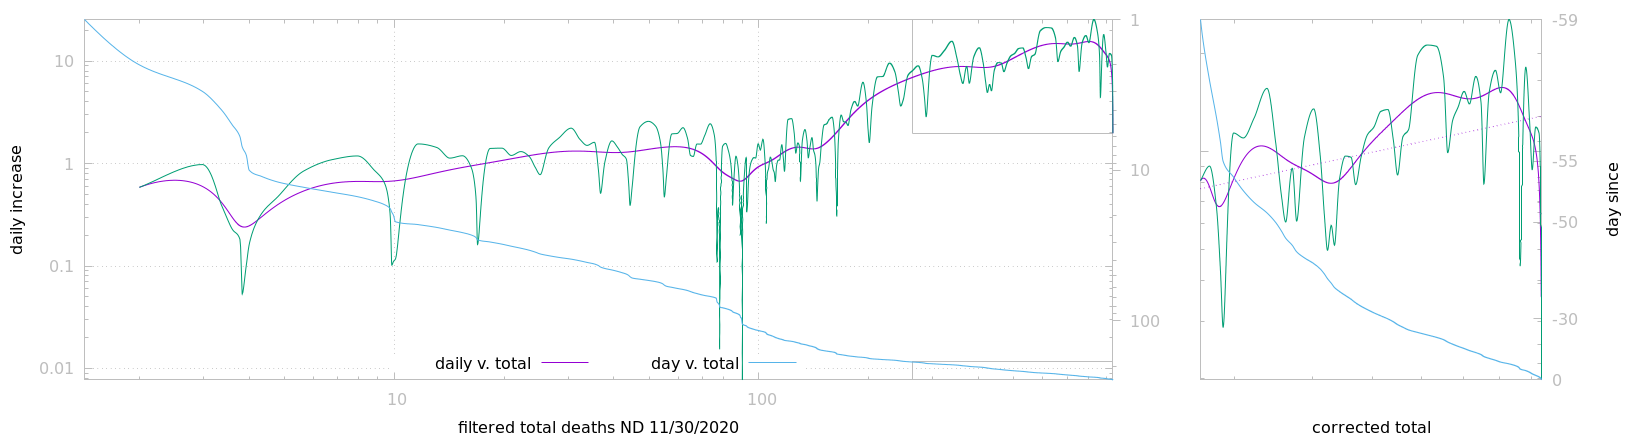 daily increase
10
1
0.1
0.01
10
100
1
10
100
daily v. total
day v. total
filtered total deaths ND 11/30/2020
-59
-55
-50
-30
0
day since
corrected total